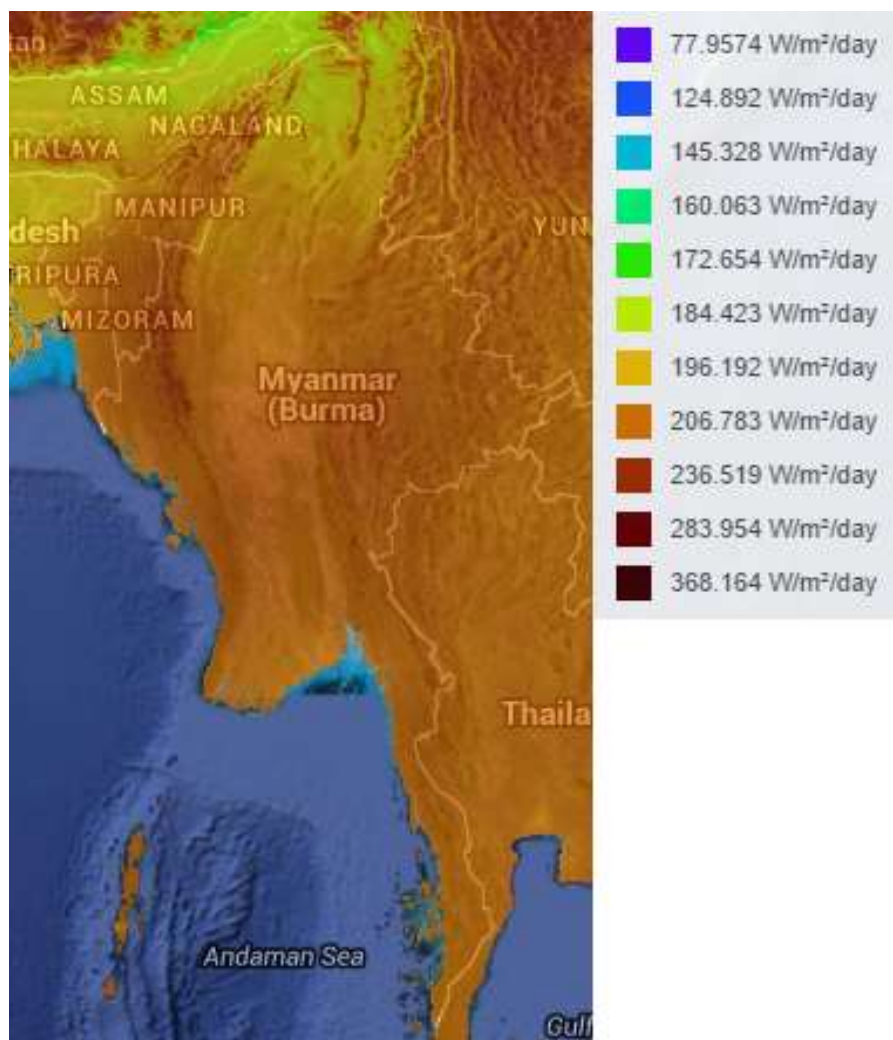 tan
ASSAM
NAGALAND
HALAYA
MANIPUR
desh
YUN
RIPURA
MIZORAM
Myanmar
(Burma)
Thaila
Andaman Sea
Gulf
77.9574 W/m²/day
124.892 W/m²/day
145.328 W/m²/day
160.063 W/m²/day
172.654 W/m²/day
184.423 W/m²/day
196.192 W/m²/day
206.783 W/m²/day
236.519 W/m²/day
283.954 W/m²/day
368.164 W/m²/day